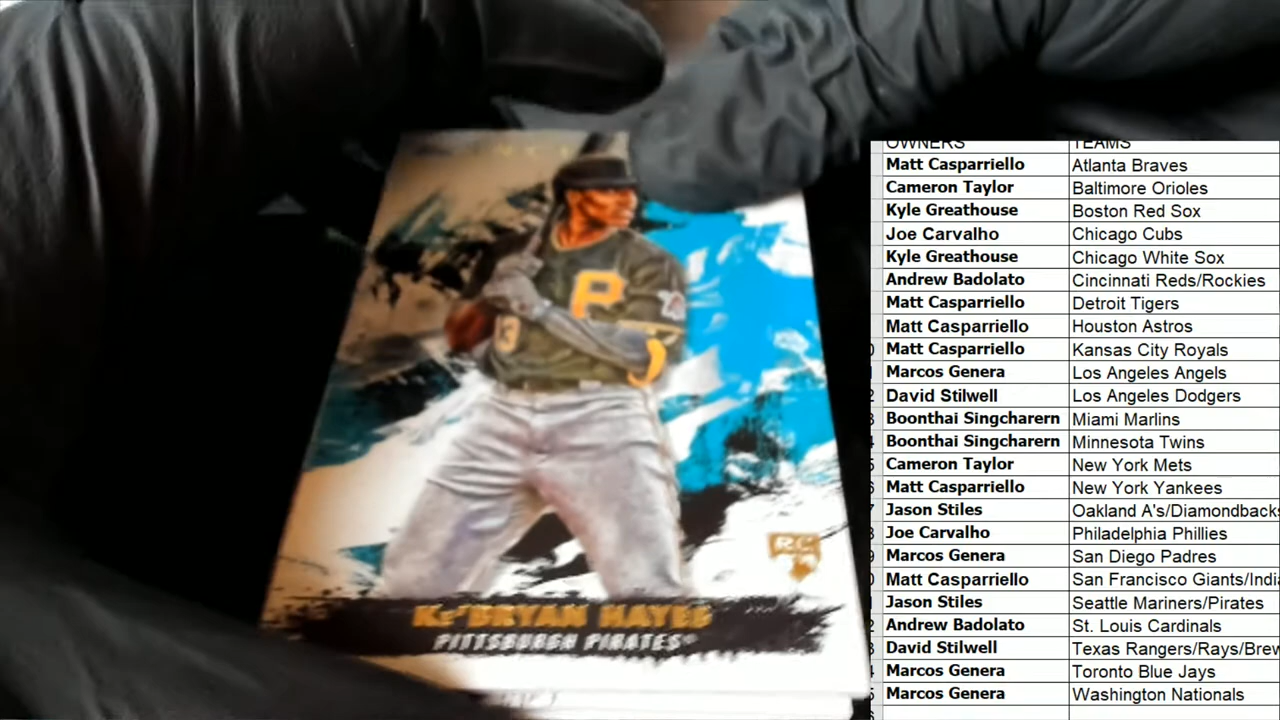 P
13
RC
KE'BRYAN HAYES
PITTSBURGH PIRATES
OWNERS TEAMS
Matt Casparriello Atlanta Braves
Cameron Taylor Baltimore Orioles
Kyle Greathouse Boston Red Sox
Joe Carvalho Chicago Cubs
Kyle Greathouse Chicago White Sox
Andrew Badolato Cincinnati Reds/Rockies
Matt Casparriello Detroit Tigers
Matt Casparriello Houston Astros
Matt Casparriello Kansas City Royals
Marcos Genera Los Angeles Angels
David Stilwell Los Angeles Dodgers
Boonthai Singcharern Miami Marlins
Boonthai Singcharern Minnesota Twins
Cameron Taylor New York Mets
Matt Casparriello New York Yankees
Jason Stiles Oakland A's/Diamondbacks
Joe Carvalho Philadelphia Phillies
Marcos Genera San Diego Padres
Matt Casparriello San Francisco Giants/Indi
Jason Stiles Seattle Mariners/Pirates
Andrew Badolato St. Louis Cardinals
David Stilwell Texas Rangers/Rays/Brew
Marcos Genera Toronto Blue Jays
Marcos Genera Washington Nationals